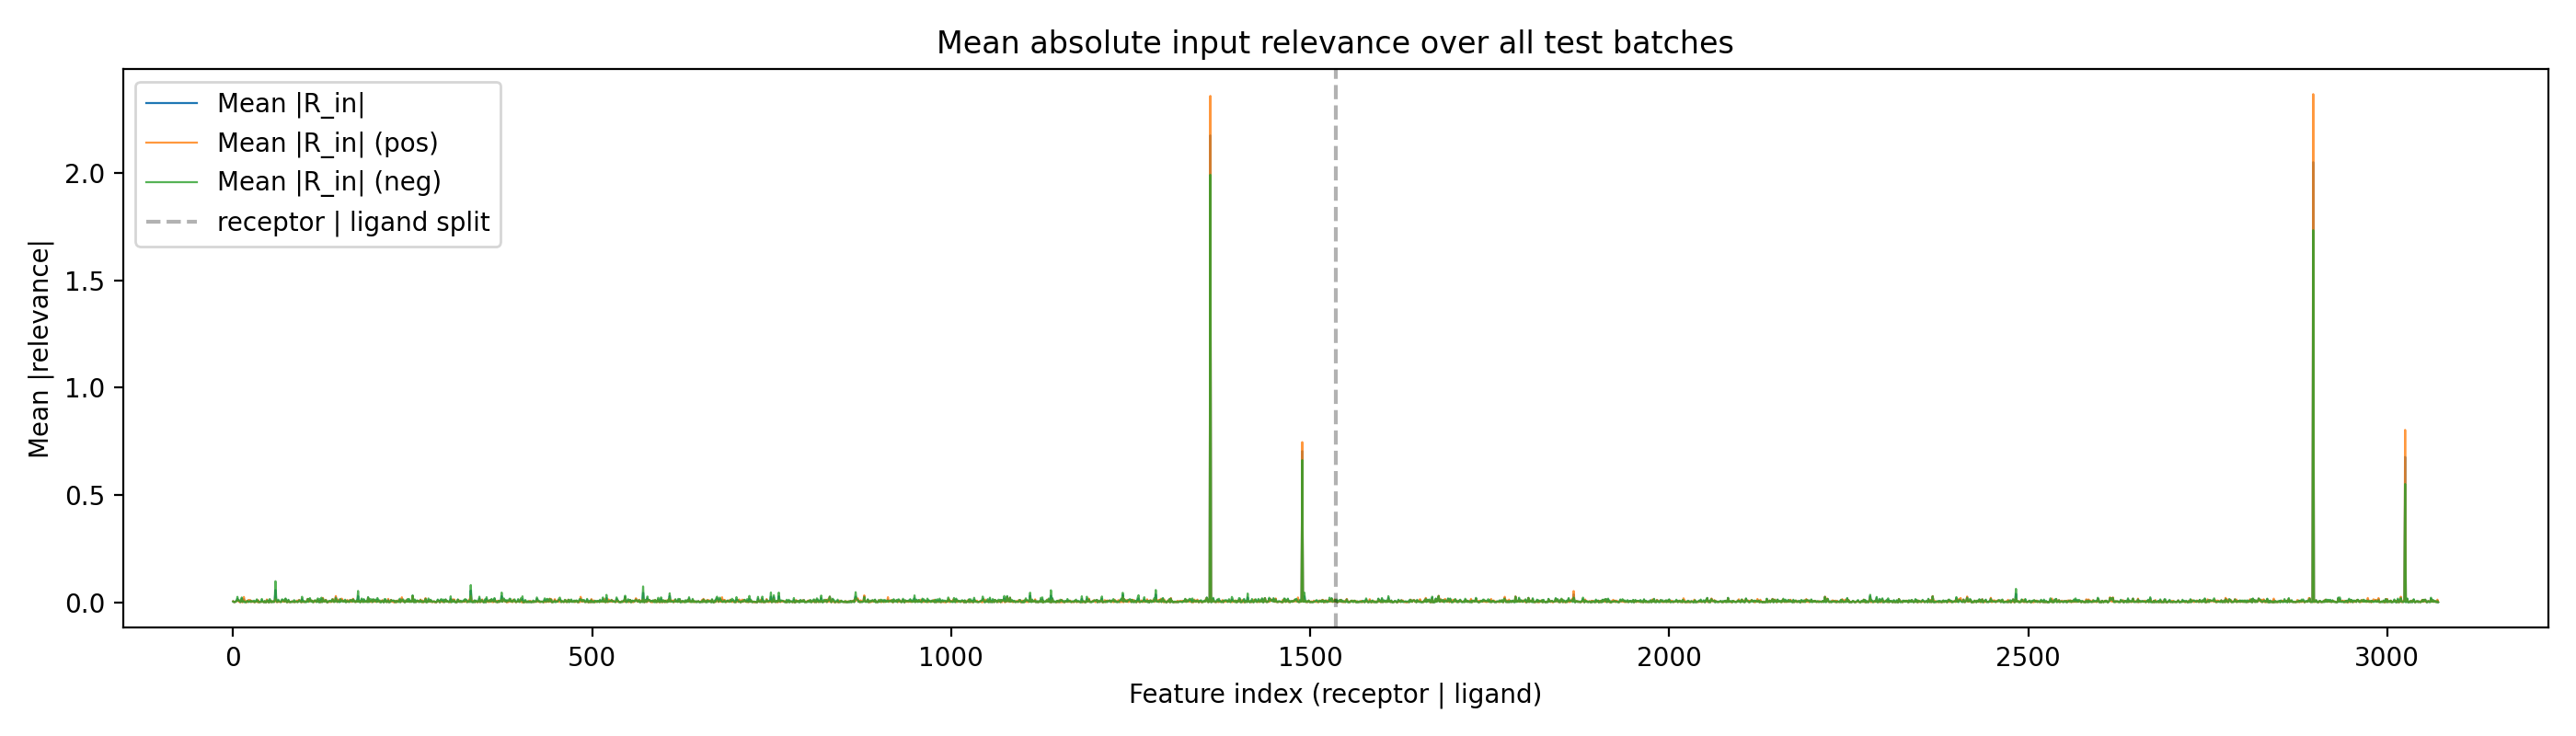 Mean absolute input relevance over all test batches
Mean |R_in|
Mean |R_in| (pos)
Mean |R_in| (neg)
receptor | ligand split
Mean |relevance|
2.0
1.5
1.0
0.5
0.0
0 500 1000 1500 2000 2500 3000
Feature index (receptor | ligand)